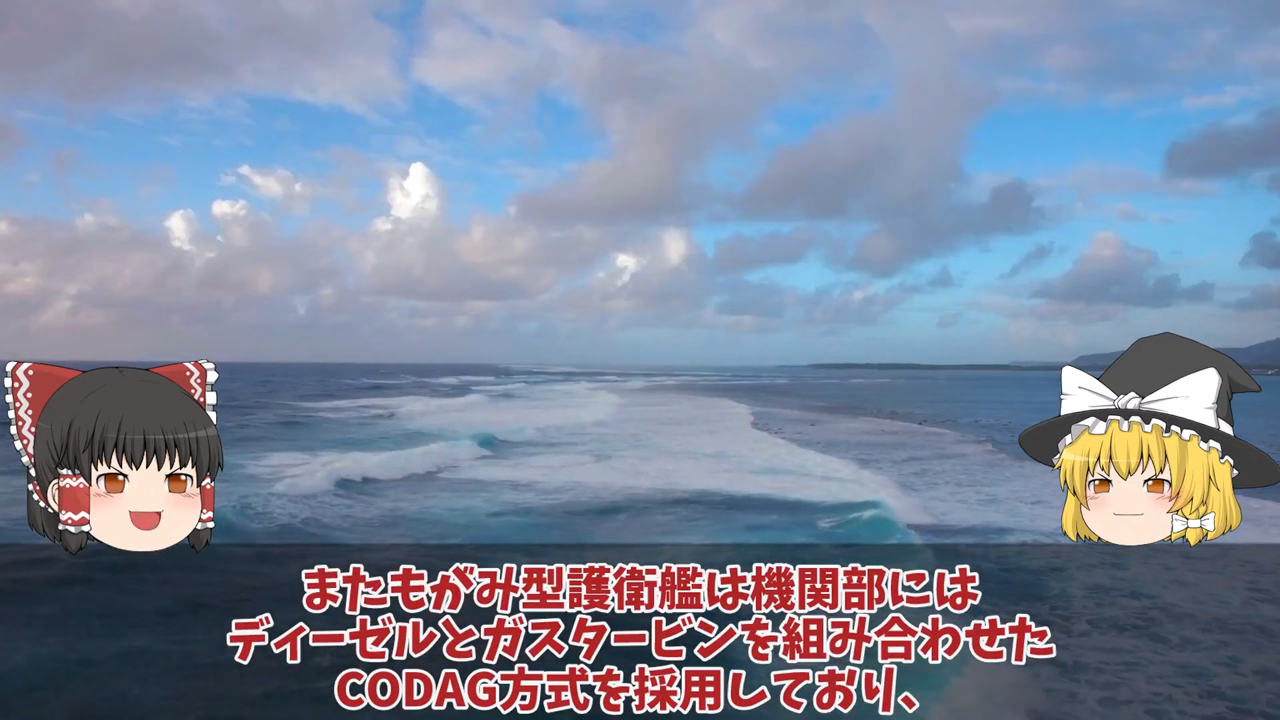 またもがみ型護衛艦は機関部には
ディーゼルとガスタービンを組み合わせた
CODAG方式を採用しており、